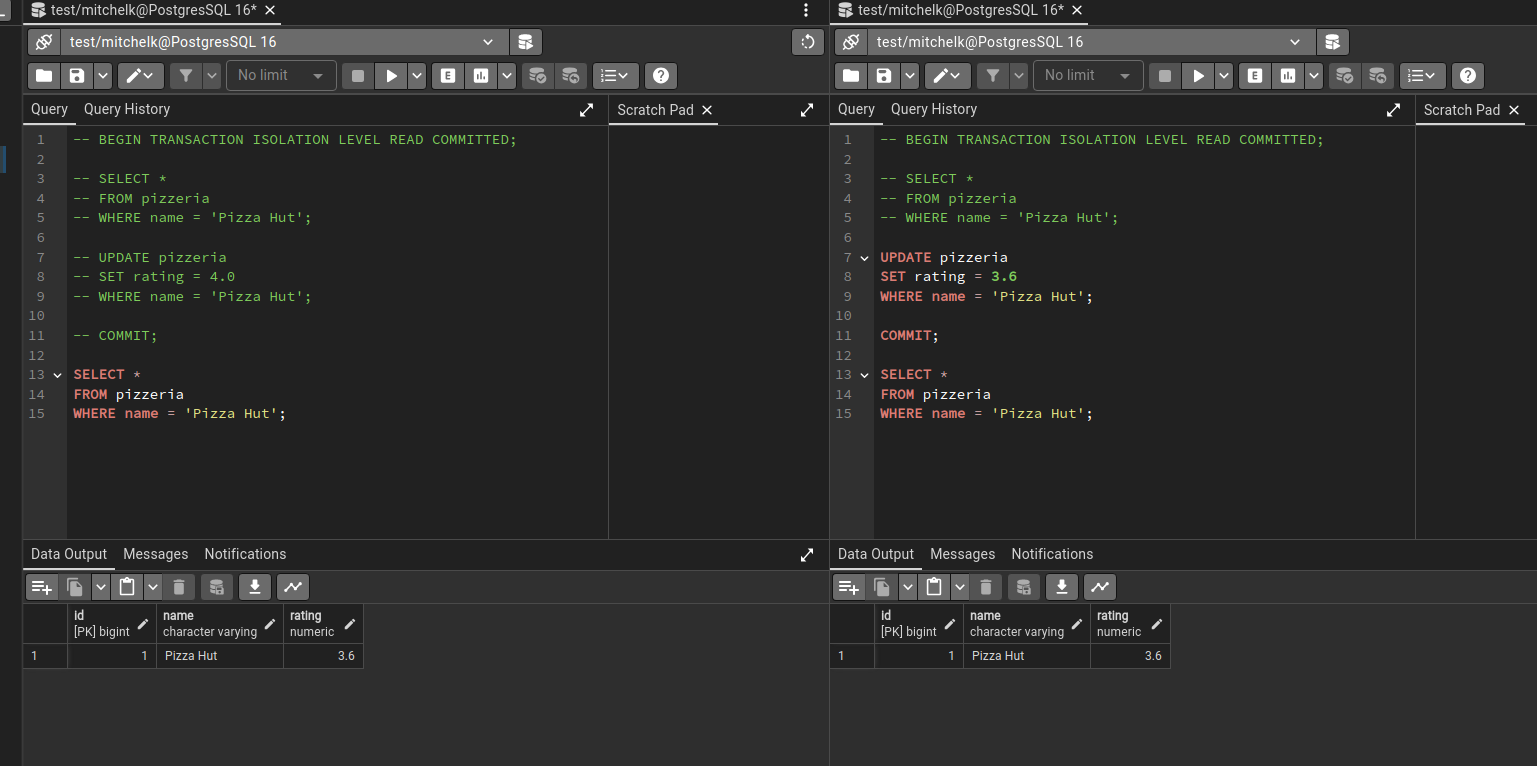 test/mitchelk@PostgresSQL 16*
test/mitchelk@PostgresSQL 16
No limit
E
Query Query History
Scratch Pad
1 -- BEGIN TRANSACTION ISOLATION LEVEL READ COMMITTED;
2
3 -- SELECT *
4 -- FROM pizzeria
5 -- WHERE name = 'Pizza Hut';
6
7 -- UPDATE pizzeria
8 -- SET rating = 4.0
9 -- WHERE name = 'Pizza Hut';
10
11 -- COMMIT;
12
13 SELECT *
14 FROM pizzeria
15 WHERE name = 'Pizza Hut';
Data Output Messages Notifications
id name rating
[PK] bigint character varying numeric
1 1 Pizza Hut 3.6
test/mitchelk@PostgresSQL 16*
test/mitchelk@PostgresSQL 16
No limit
E
Query Query History
Scratch Pad
1 -- BEGIN TRANSACTION ISOLATION LEVEL READ COMMITTED;
2
3 -- SELECT *
4 -- FROM pizzeria
5 -- WHERE name = 'Pizza Hut';
6
7 UPDATE pizzeria
8 SET rating = 3.6
9 WHERE name = 'Pizza Hut';
10
11 COMMIT;
12
13 SELECT *
14 FROM pizzeria
15 WHERE name = 'Pizza Hut';
Data Output Messages Notifications
id name rating
[PK] bigint character varying numeric
1 1 Pizza Hut 3.6